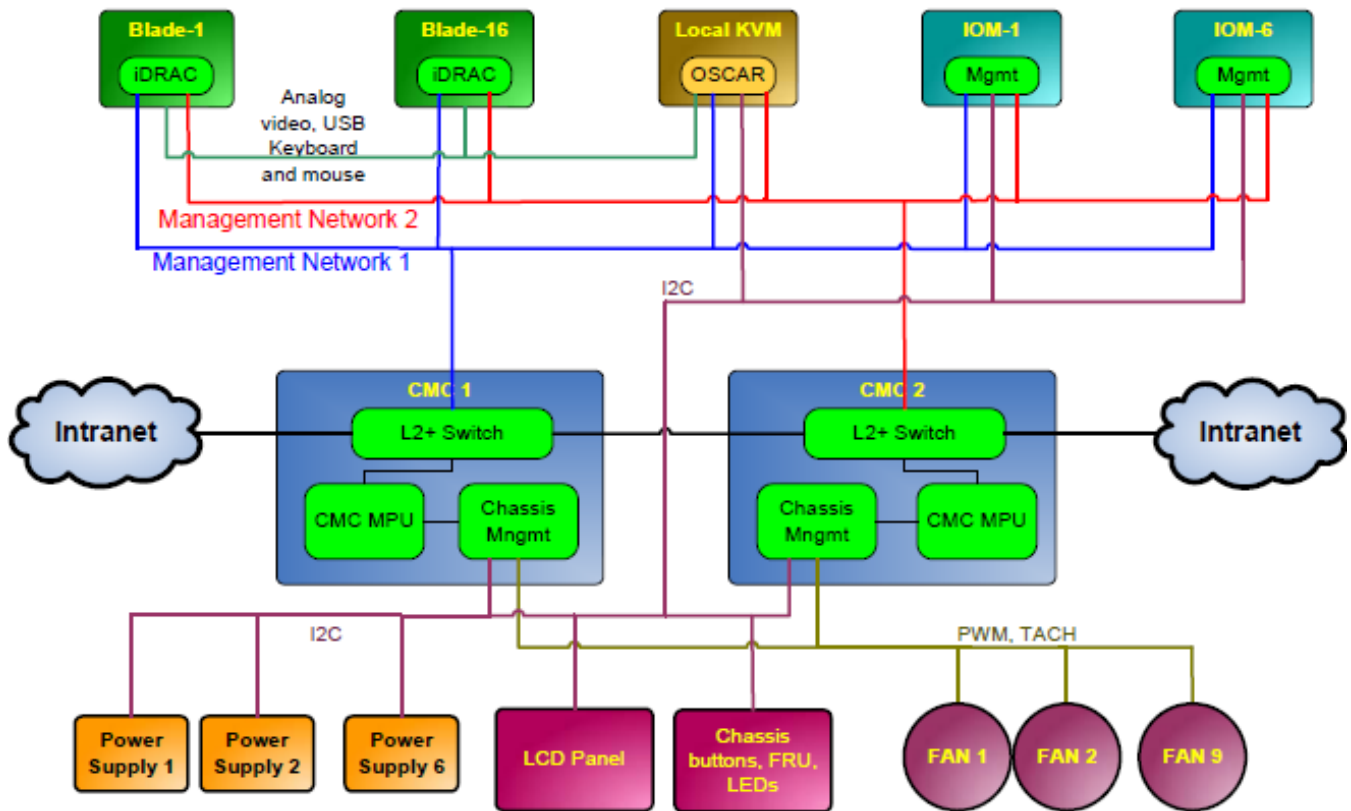 Blade-1
iDRAC
Blade-16
iDRAC
Local KVM
OSCAR
IOM-1
Mgmt
IOM-6
Mgmt
Analog
video, USB
Keyboard
and mouse
Management Network 2
Management Network 1
I2C
Intranet
CMC 1
L2+ Switch
CMC MPU
Chassis
Mngmt
CMC 2
L2+ Switch
Chassis
Mngmt
CMC MPU
Intranet
I2C
PWM, TACH
Power
Supply 1
Power
Supply 2
Power
Supply 6
LCD Panel
Chassis
buttons, FRU,
LEDs
FAN 1
FAN 2
FAN 9